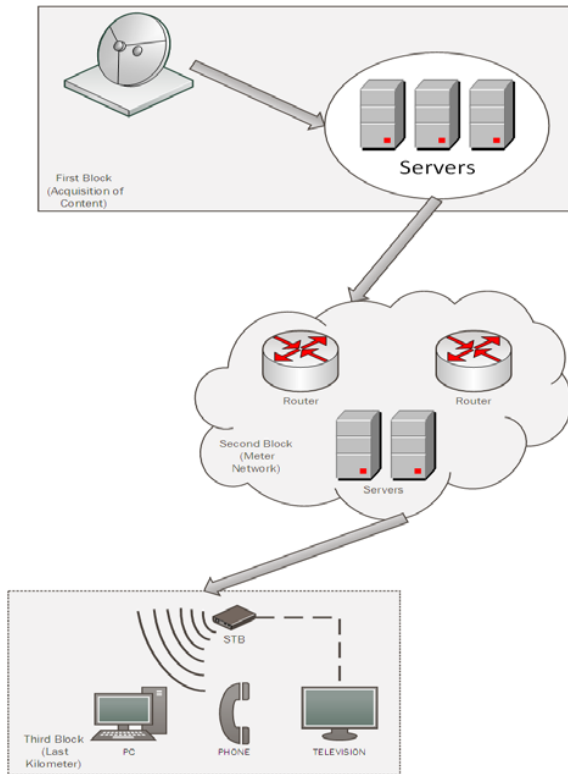 Servers
First Block
(Acquisition of
Content)
Router
Router
Second Block
(Meter
Network)
Servers
STB
Third Block
(Last
Kilometer)
PC
PHONE
TELEVISION